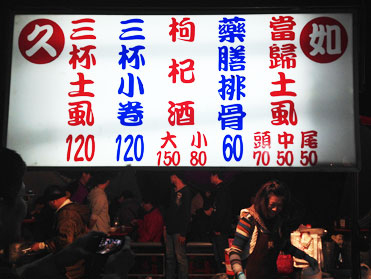 如
當歸土虱
頭70
中50
尾50
藥膳排骨
60
枸杞酒
小80
大150
三杯小卷
120
三杯土虱
120
久